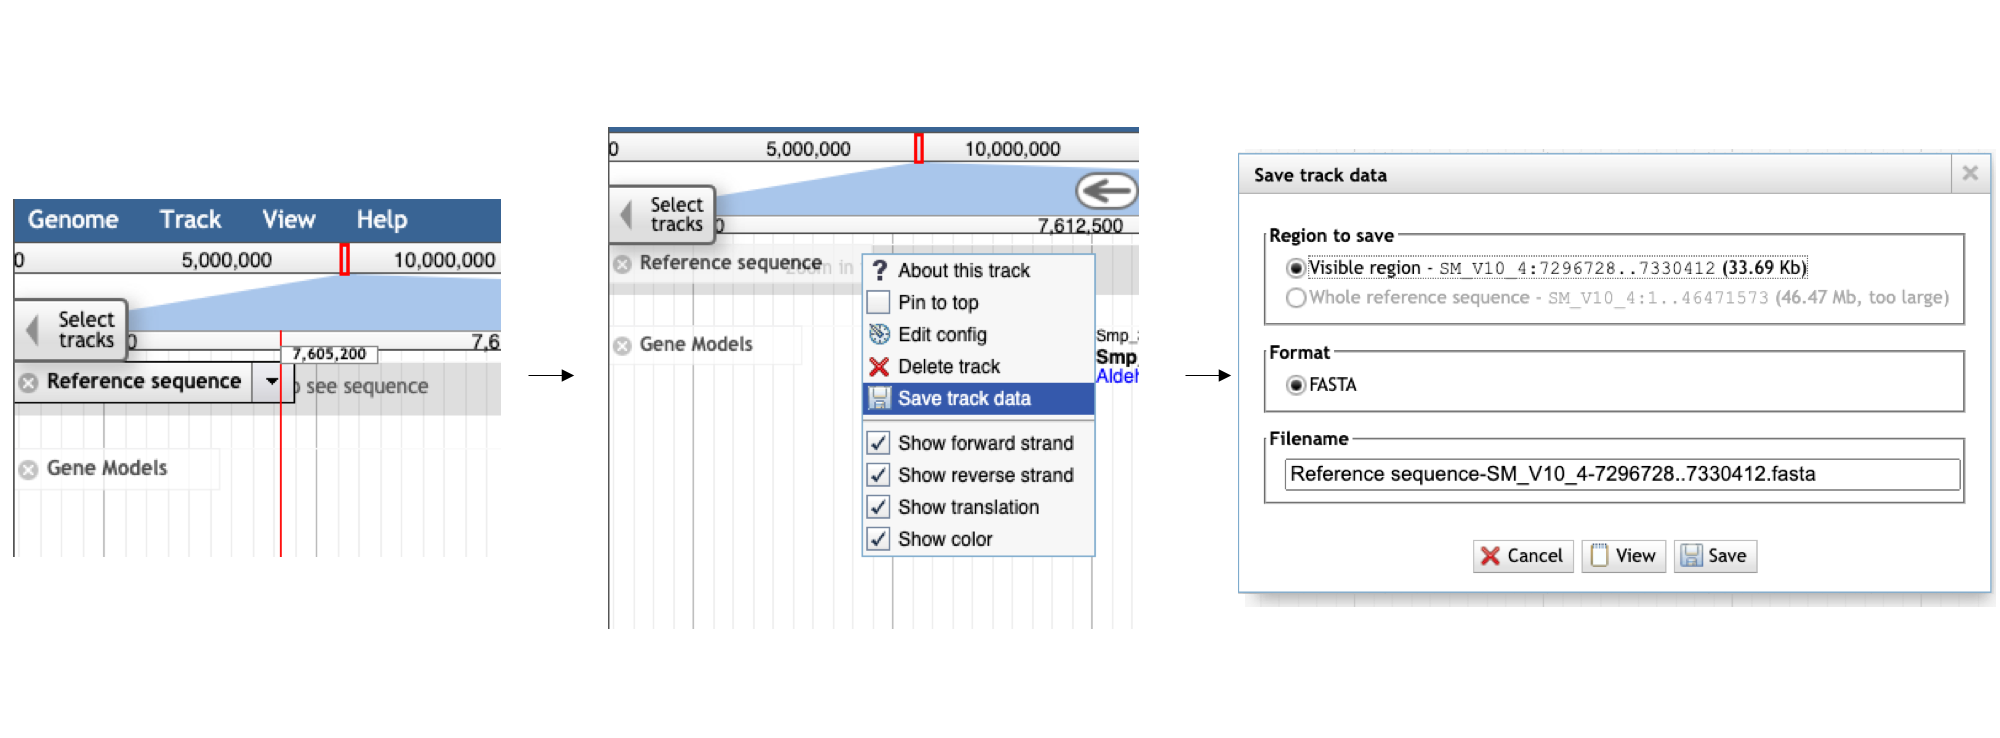 Genome Track View Help
0 5,000,000 10,000,000
Select
tracks
0 7,6
7,605,200
Reference sequence
o see sequence
Gene Models
0 5,000,000 10,000,000
Select
tracks
0 7,612,500
Reference sequence
zoom in
? About this track
Pin to top
Edit config
Delete track
Save track data
Show forward strand
Show reverse strand
Show translation
Show color
Gene Models
Smp_
Smp_
Aldeh
Save track data
Region to save
Visible region - SM_V10_4:7296728..7330412 (33.69 Kb)
Whole reference sequence - SM_V10_4:1..46471573 (46.47 Mb, too large)
Format
FASTA
Filename
Reference sequence-SM_V10_4-7296728..7330412.fasta
Cancel View Save